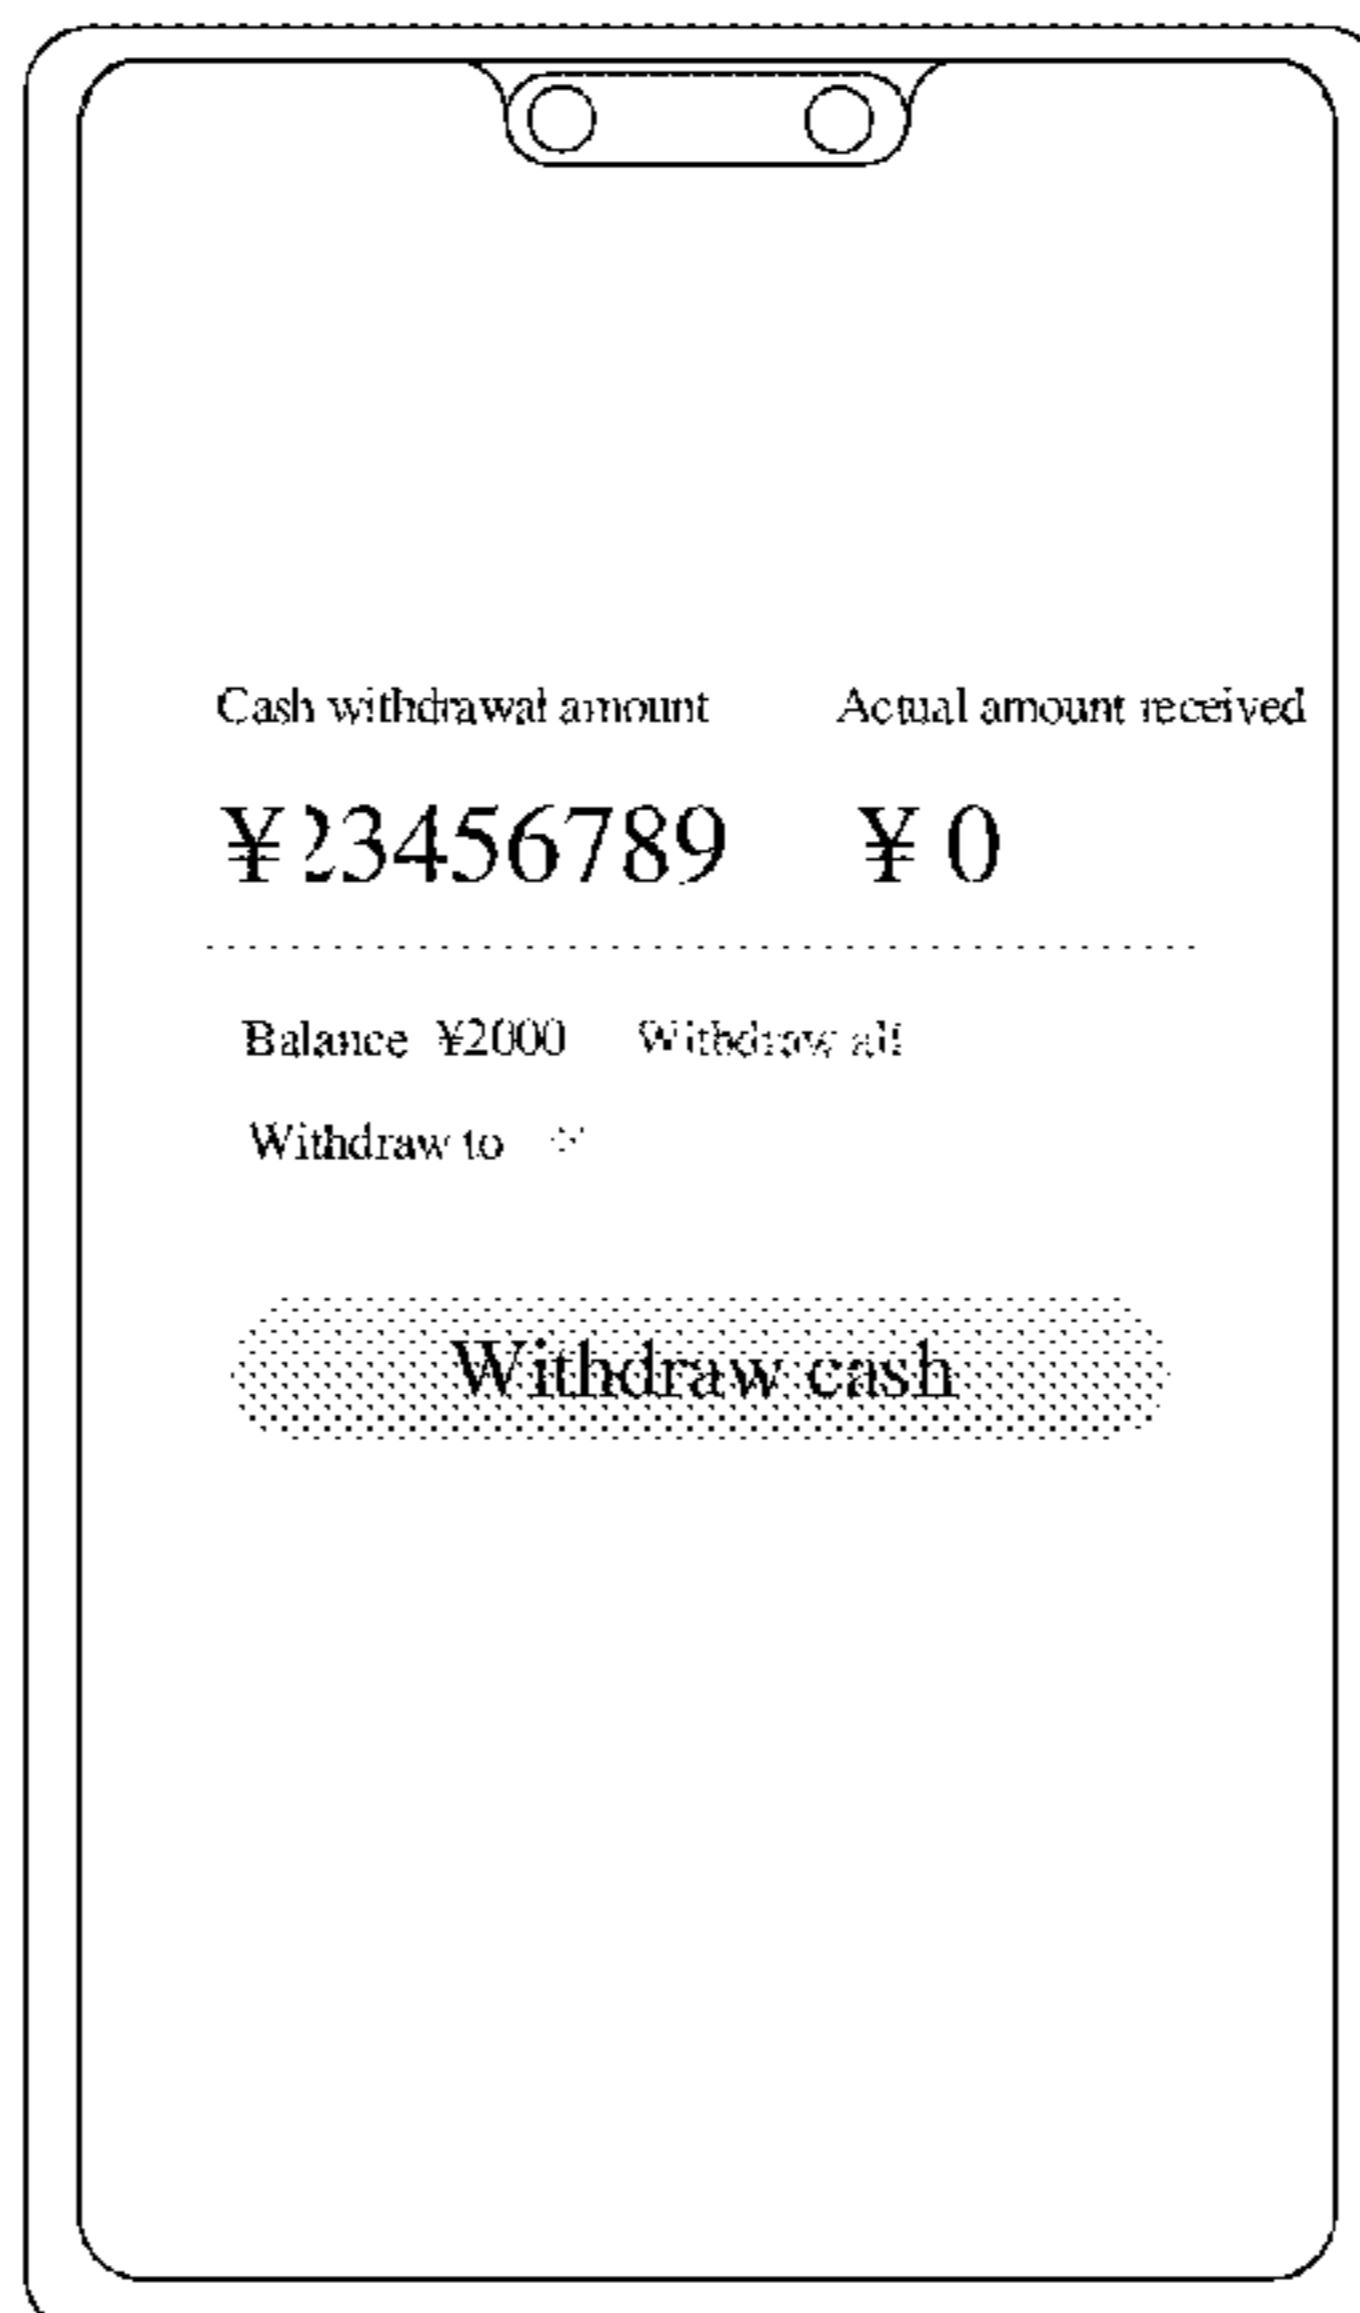 Cash withdrawal amount Actual amount received
¥23456789 ¥0
Balance ¥2000 Withdraw all
Withdraw to
Withdraw cash